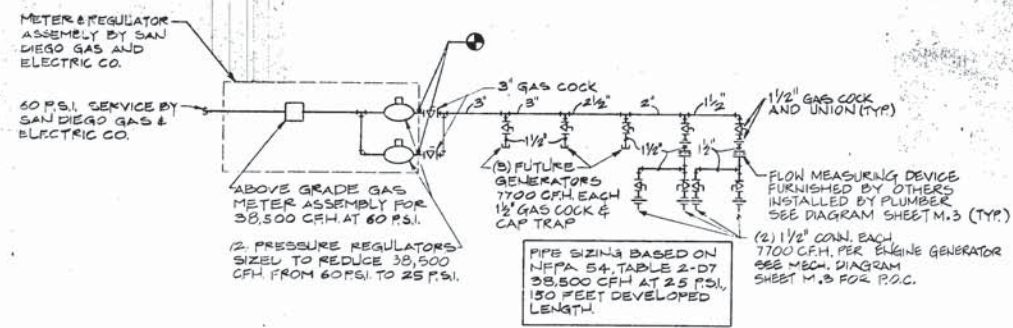 METER & REGULATOR
ASSEMBLY BY SAN
DIEGO GAS AND
ELECTRIC CO.
60 P.S.I. SERVICE BY
SAN DIEGO GAS &
ELECTRIC CO.
3" GAS COCK
3"
3"
2½"
2"
1½"
1½" GAS COCK
AND UNION (TYP.)
1½"
1½"
1½"
ABOVE GRADE GAS
METER ASSEMBLY FOR
38,500 C.F.H. AT 60 P.S.I.
(2. PRESSURE REGULATORS
SIZED TO REDUCE 38,500
CFH FROM 60 P.S.I. TO 25 P.S.I.
(3) FUTURE
GENERATORS
7700 C.F.H. EACH
1½" GAS COCK &
CAP TRAP
FLOW MEASURING DEVICE
FURNISHED BY OTHERS
INSTALLED BY PLUMBER
SEE DIAGRAM SHEET M.3 (TYP.)
(2) 1½" CONN. EACH
7700 C.F.H. PER ENGINE GENERATOR
SEE MECH. DIAGRAM
SHEET M.3 FOR P.O.C.
PIPE SIZING BASED ON
NFPA 54, TABLE 2-D7
38,500 CFH AT 25 P.S.I.,
150 FEET DEVELOPED
LENGTH.